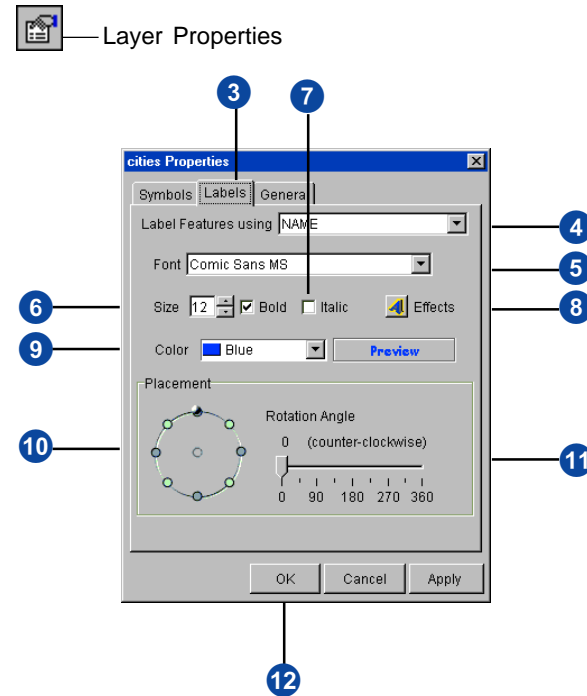 Layer Properties
3 7
cities Properties
Symbols Labels General
Label Features using NAME
4
Font Comic Sans MS
5
6 Size 12 Bold Italic Effects 8
9 Color Blue Preview
Placement
Rotation Angle
0 (counter-clockwise)
10 11
0 90 180 270 360
OK Cancel Apply
12